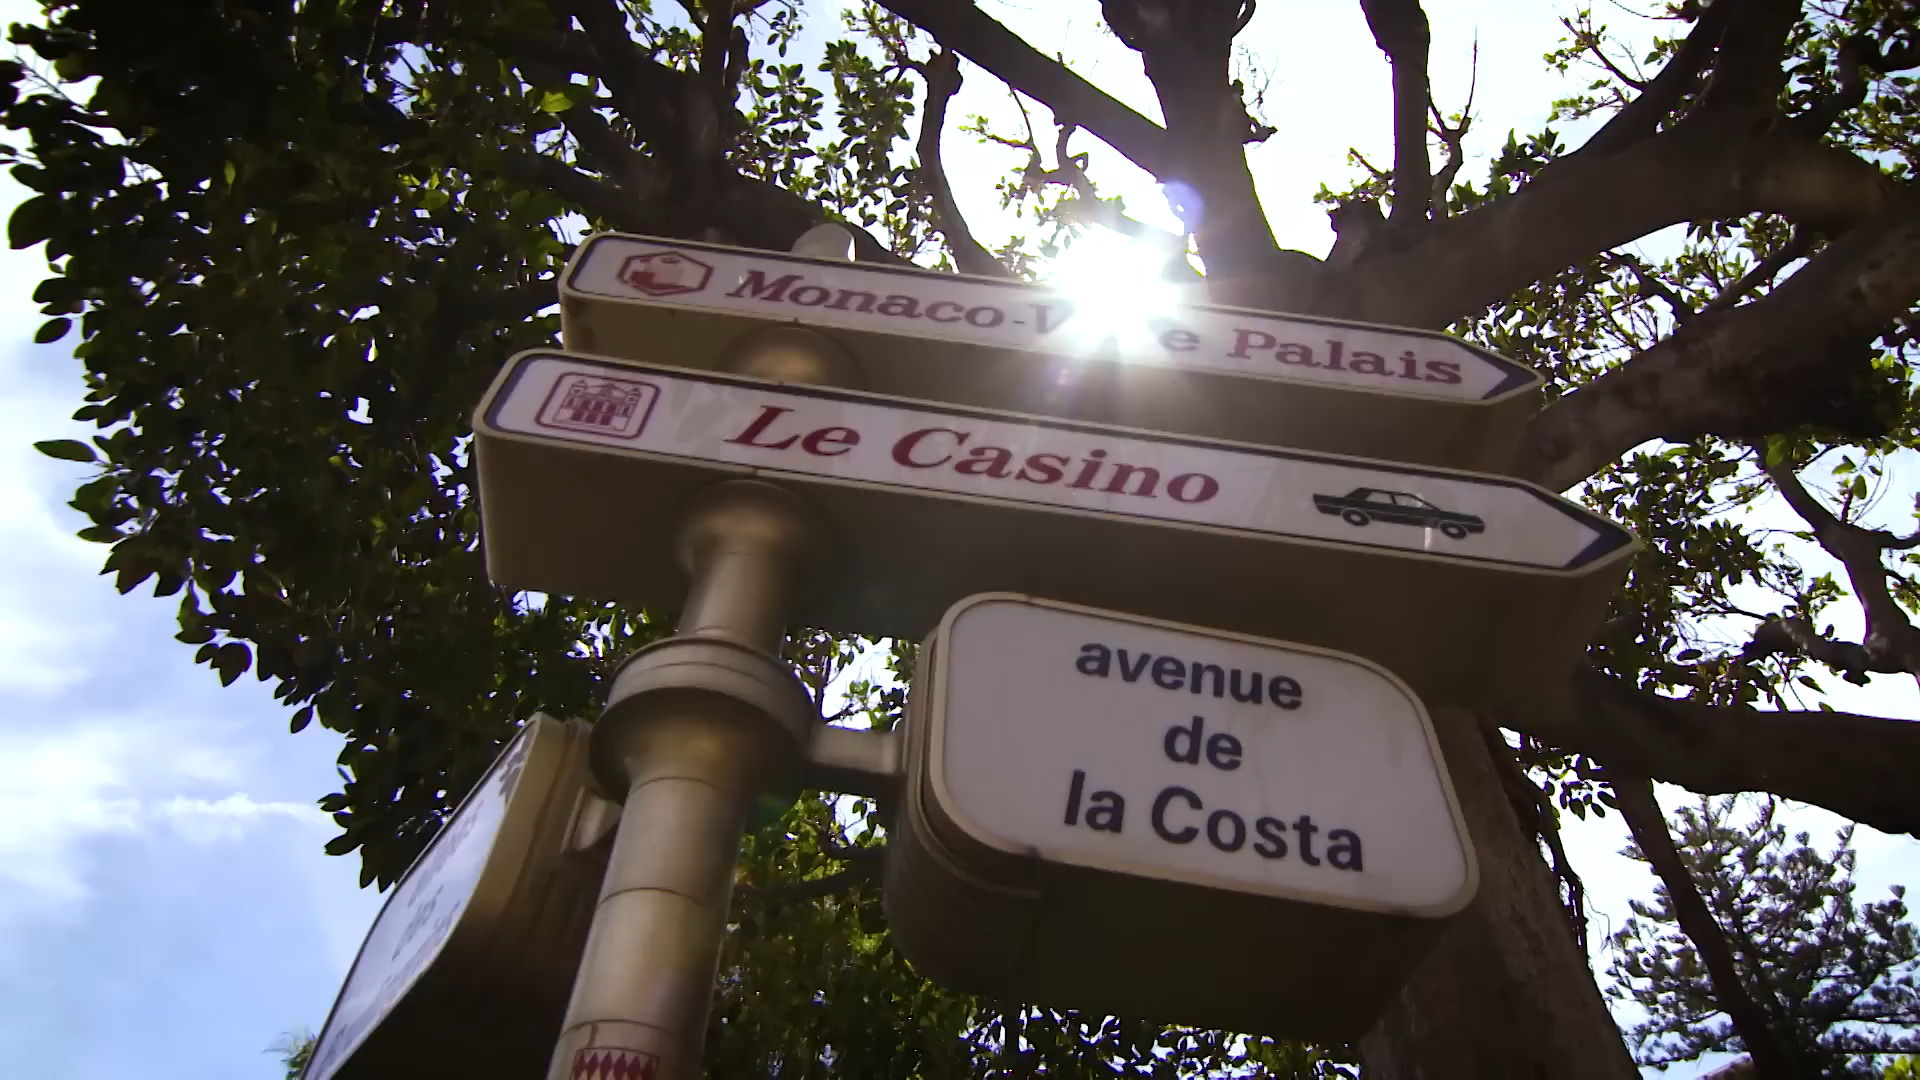 Monaco-Ville Palais
Le Casino
avenue
de
la Costa